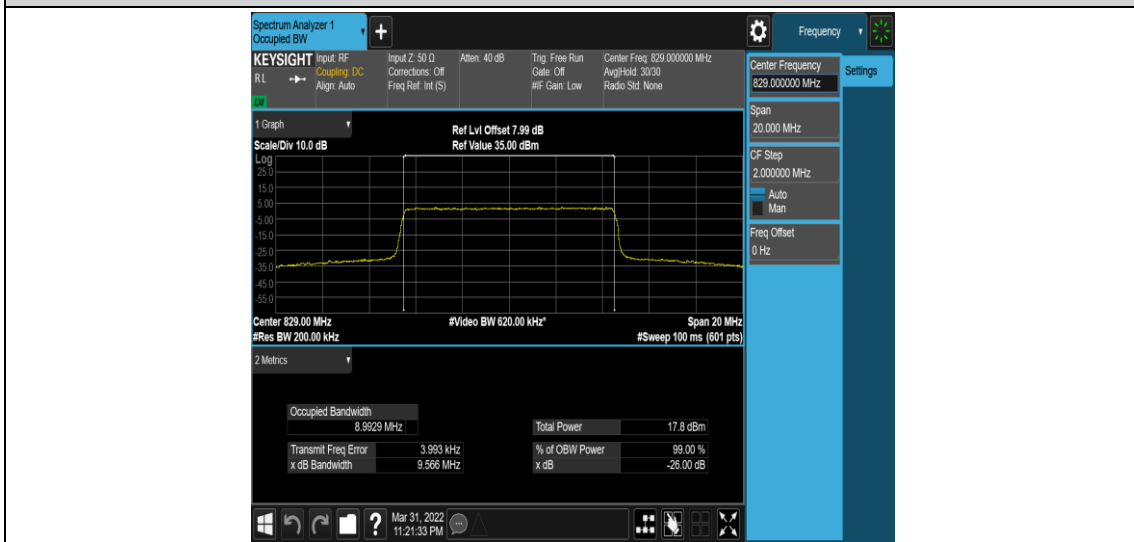 Spectrum Analyzer 1
Occupied BW
Frequency
KEYSIGHT
RL
LXI
Input: RF
Coupling: DC
Align: Auto
Input Z: 50 Ω
Corrections: Off
Freq Ref: Int (S)
Atten: 40 dB
Trig: Free Run
Gate: Off
#IF Gain: Low
Center Freq: 829.000000 MHz
Avg|Hold: 30/30
Radio Std: None
Center Frequency
829.000000 MHz
Settings
Span
20.000 MHz
CF Step
2.000000 MHz
Auto
Man
Freq Offset
0 Hz
1 Graph
Scale/Div 10.0 dB
Ref Lvl Offset 7.99 dB
Ref Value 35.00 dBm
Log
25.0
15.0
5.00
-5.00
-15.0
-25.0
-35.0
-45.0
-55.0
Center 829.00 MHz
#Res BW 200.00 kHz
#Video BW 620.00 kHz*
Span 20 MHz
#Sweep 100 ms (601 pts)
2 Metrics
Occupied Bandwidth
8.9929 MHz
Total Power 17.8 dBm
Transmit Freq Error 3.993 kHz
% of OBW Power 99.00 %
x dB Bandwidth 9.566 MHz
x dB -26.00 dB
?
Mar 31, 2022
11:21:33 PM